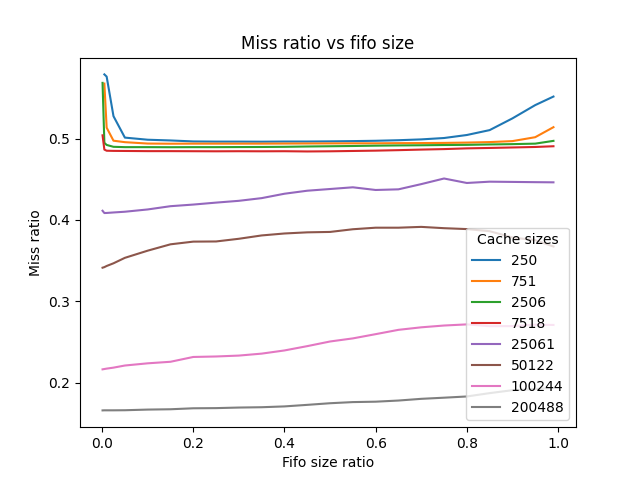 Miss ratio vs fifo size
Miss ratio
0.5
0.4
0.3
0.2
Cache sizes
250
751
2506
7518
25061
50122
100244
200488
0.0 0.2 0.4 0.6 0.8 1.0
Fifo size ratio